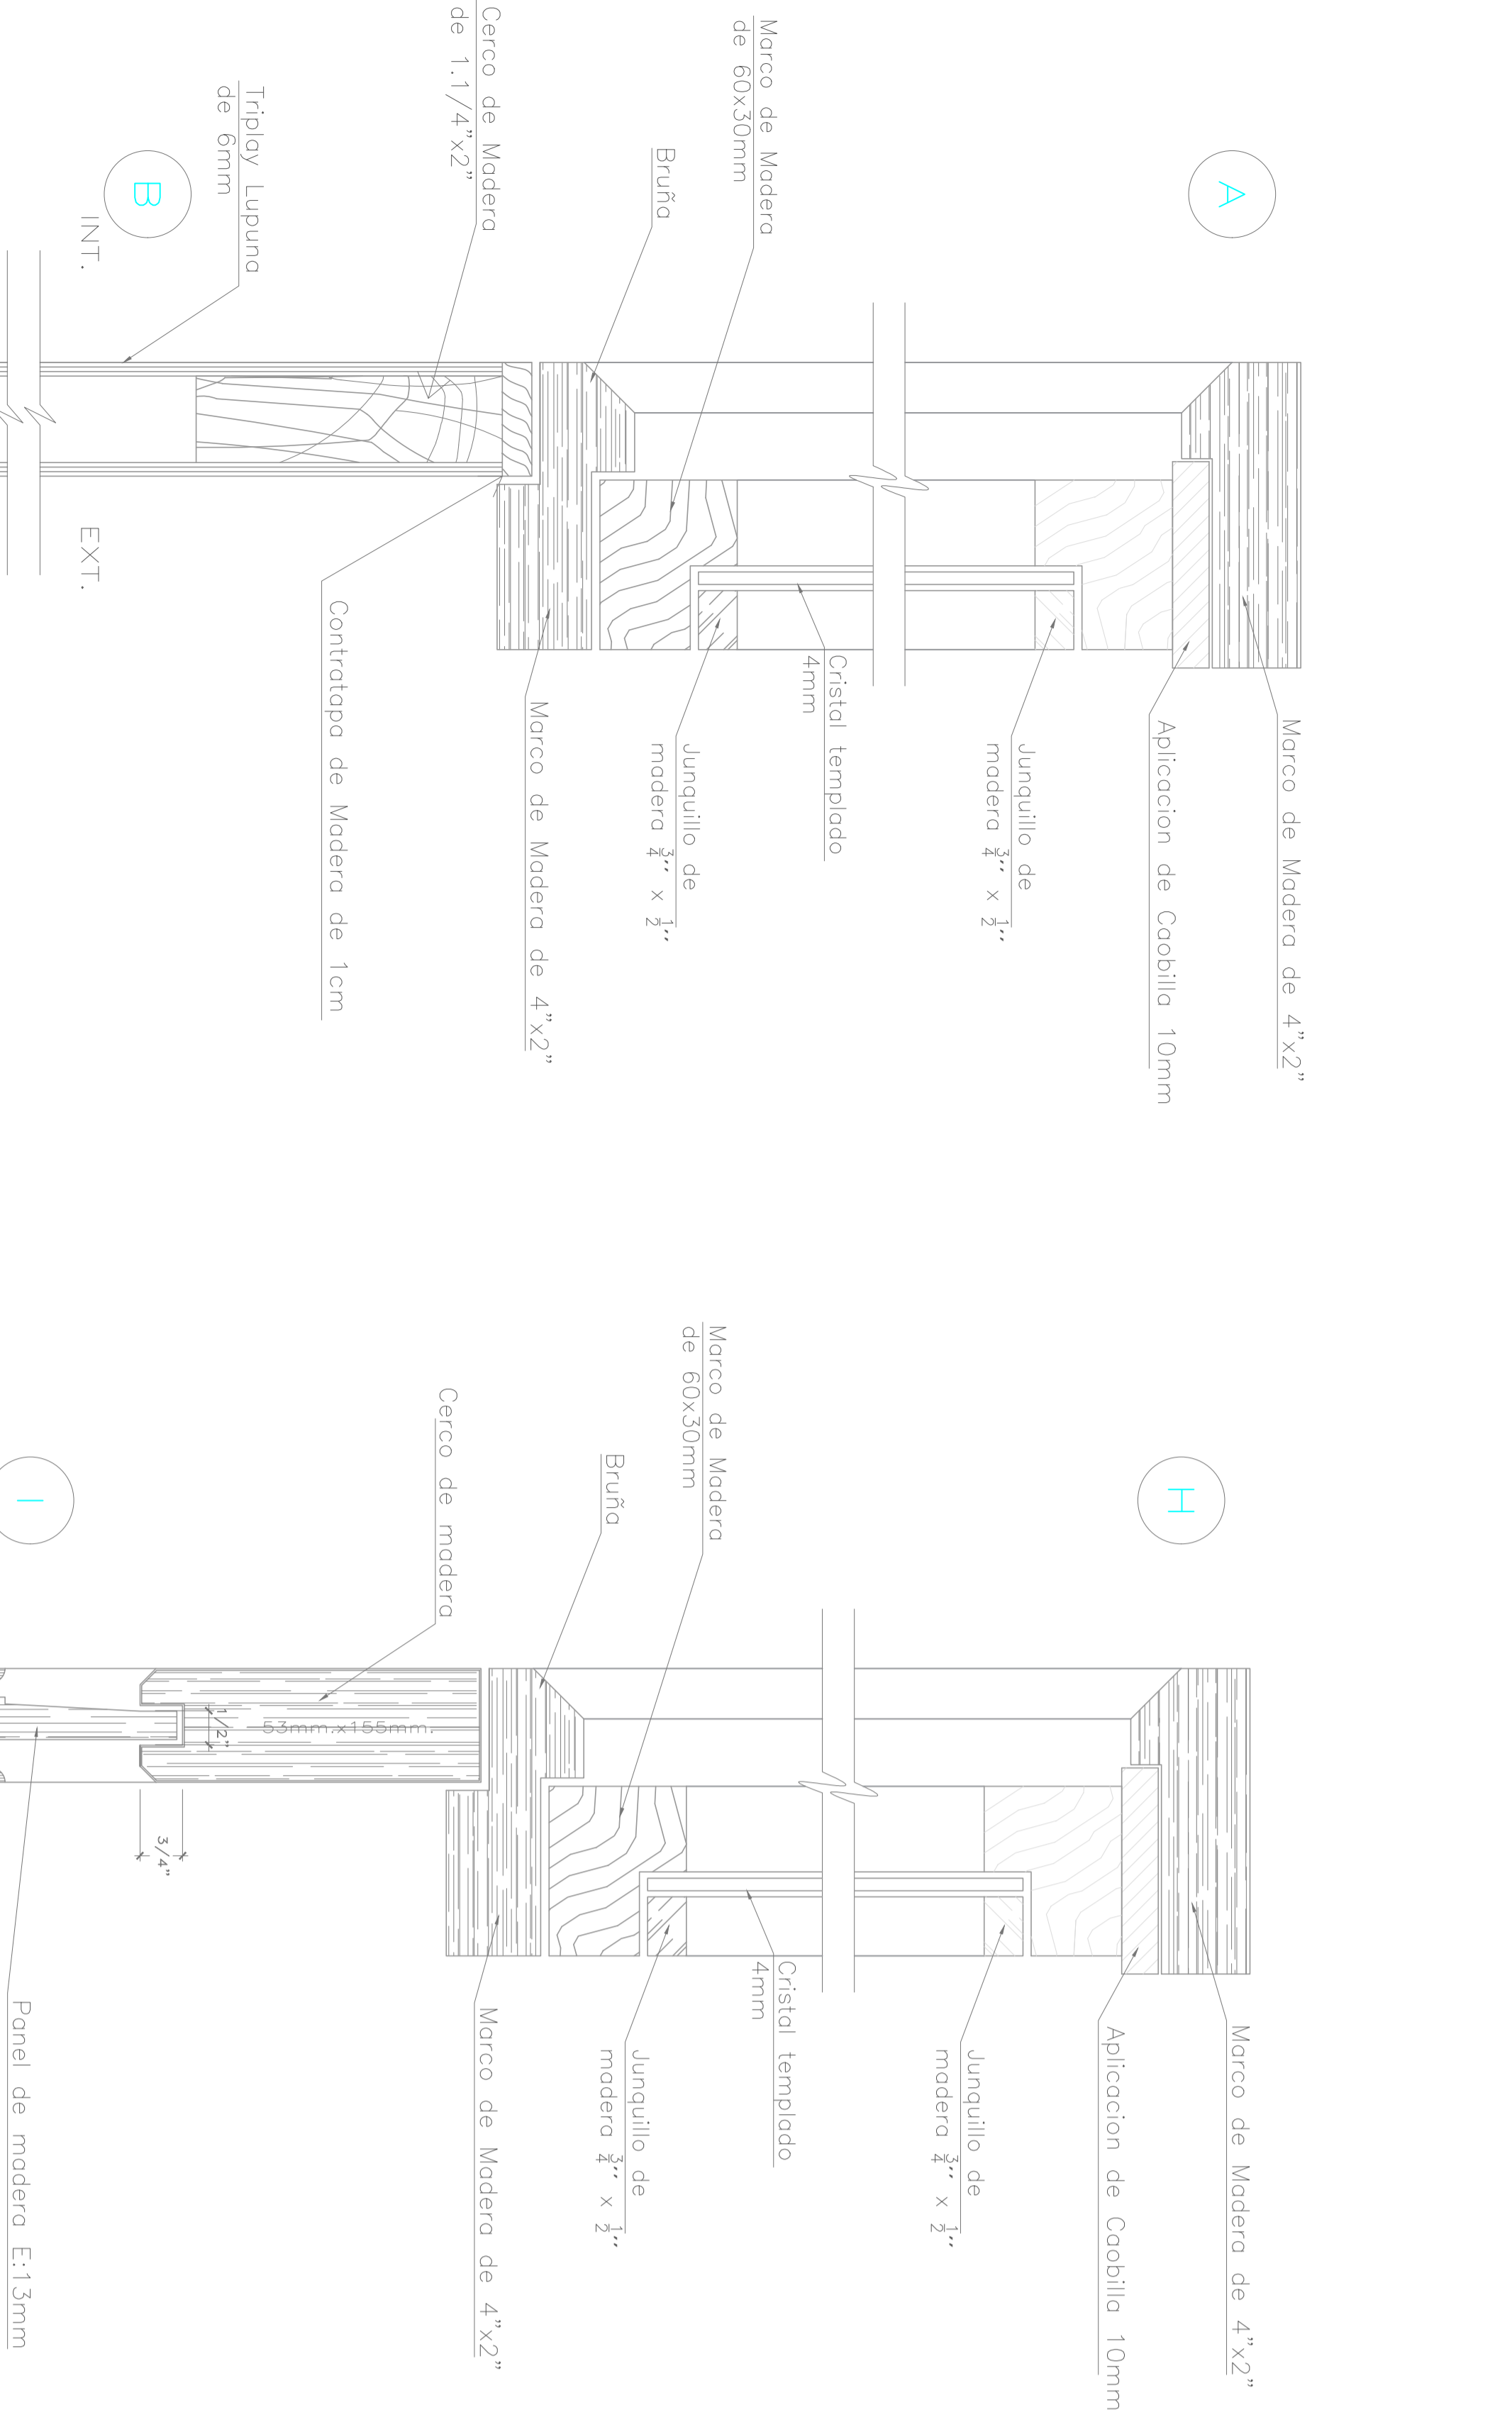 A
Marco de Madera
de 60x30mm
Bruña
Cerco de Madera
de 1.1/4"x2"
Triplay Lupuna
de 6mm
B
INT.
EXT.
Marco de Madera de 4"x2"
Aplicacion de Caobilla 10mm
Junquillo de
madera 3/4" x 1/2"
Cristal templado
4mm
Junquillo de
madera 3/4" x 1/2"
Marco de Madera de 4"x2"
Contratapa de Madera de 1cm
H
Marco de Madera
de 60x30mm
Bruña
Cerco de madera
I
53mm.x155mm.
1/2"
3/4"
Marco de Madera de 4"x2"
Aplicacion de Caobilla 10mm
Junquillo de
madera 3/4" x 1/2"
Cristal templado
4mm
Junquillo de
madera 3/4" x 1/2"
Marco de Madera de 4"x2"
Panel de madera E:13mm